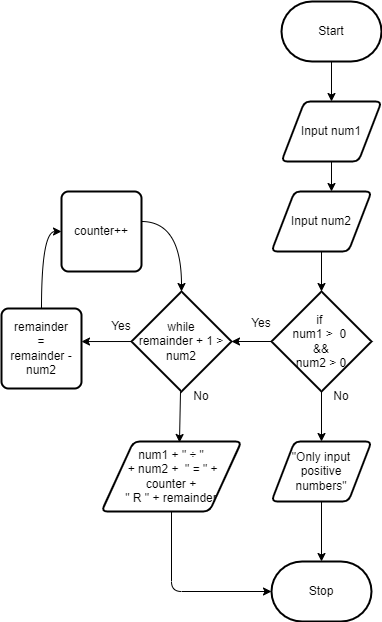 Start
Input num1
Input num2
counter++
remainder
=
remainder -
num2
Yes
while
remainder + 1 >
num2
Yes
if
num1 >  0
&&
num2 > 0
No
No
num1 + " ÷ "
+ num2 +  " = " +
counter +
" R " + remainder
"Only input
positive
numbers"
Stop